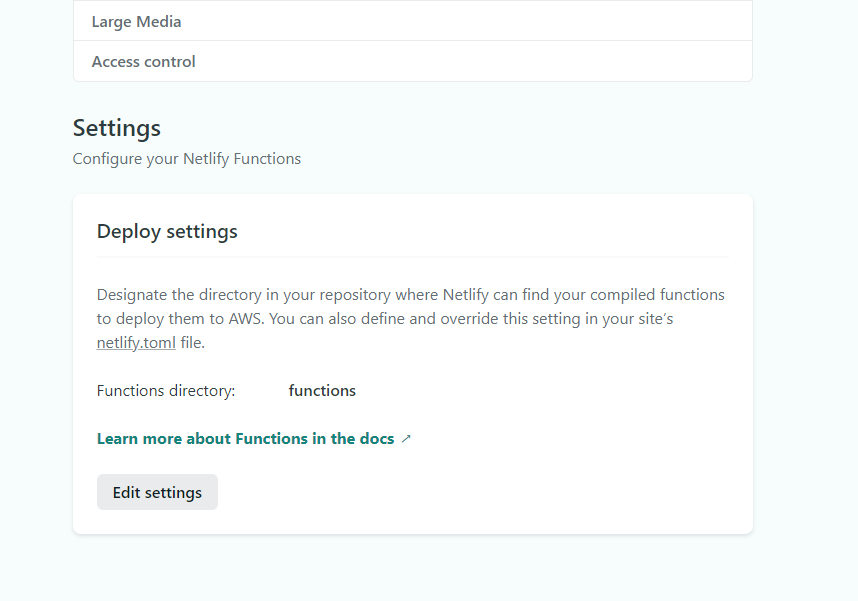 Large Media
Access control
Settings
Configure your Netlify Functions
Deploy settings
Designate the directory in your repository where Netlify can find your compiled functions
to deploy them to AWS. You can also define and override this setting in your site’s
netlify.toml file.
Functions directory: functions
Learn more about Functions in the docs ↗
Edit settings